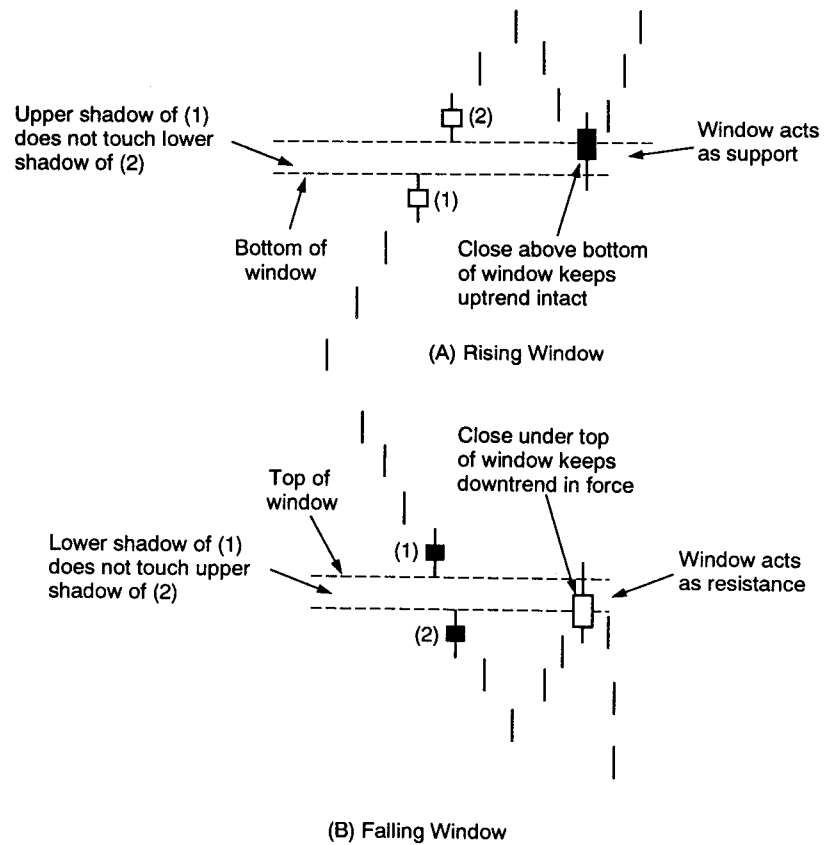 Upper shadow of (1)
does not touch lower
shadow of (2)
(2)
Window acts
as support
(1)
Bottom of
window
Close above bottom
of window keeps
uptrend intact
(A) Rising Window
Close under top
of window keeps
downtrend in force
Top of
window
Lower shadow of (1)
does not touch upper
shadow of (2)
(1)
Window acts
as resistance
(2)
(B) Falling Window